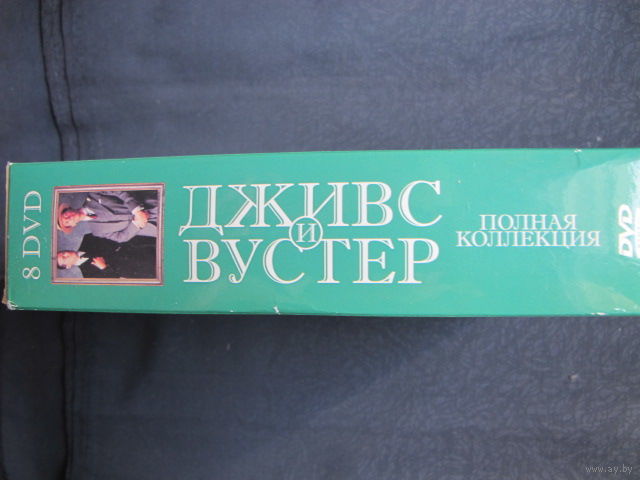 8 DVD
ДЖИВС
И
ВУСТЕР
ПОЛНАЯ
КОЛЛЕКЦИЯ
DVD
www.ay.by